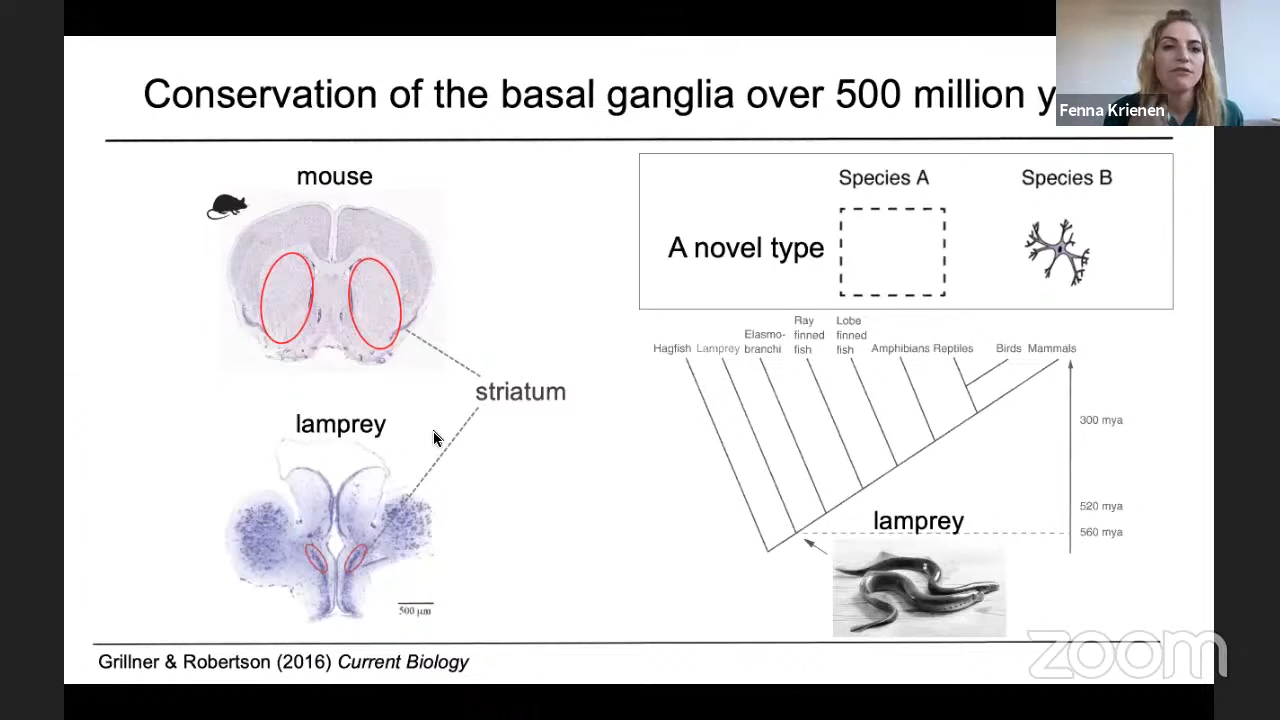 Conservation of the basal ganglia over 500 million y
Fenna Krienen
mouse
striatum
lamprey
500 µm
Species A
Species B
A novel type
Hagfish
Lamprey
Elasmo-
branchi
Ray
finned
fish
Lobe
finned
fish
Amphibians
Reptiles
Birds
Mammals
300 mya
520 mya
560 mya
lamprey
Grillner & Robertson (2016) Current Biology
zoom